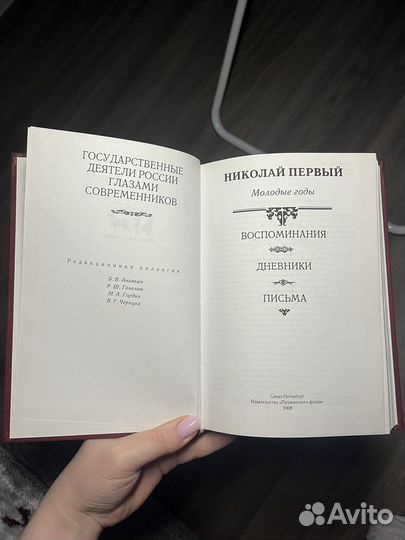 ГОСУДАРСТВЕННЫЕ
ДЕЯТЕЛИ РОССИИ
ГЛАЗАМИ
СОВРЕМЕННИКОВ
Редакционная коллегия
Б. В. Ананьич
Р. Ш. Ганелин
М. А. Гордин
В. Г. Чернуха
НИКОЛАЙ ПЕРВЫЙ
Молодые годы
ВОСПОМИНАНИЯ
ДНЕВНИКИ
ПИСЬМА
Санкт-Петербург
Издательство «Пушкинского фонда»
2008
Avito